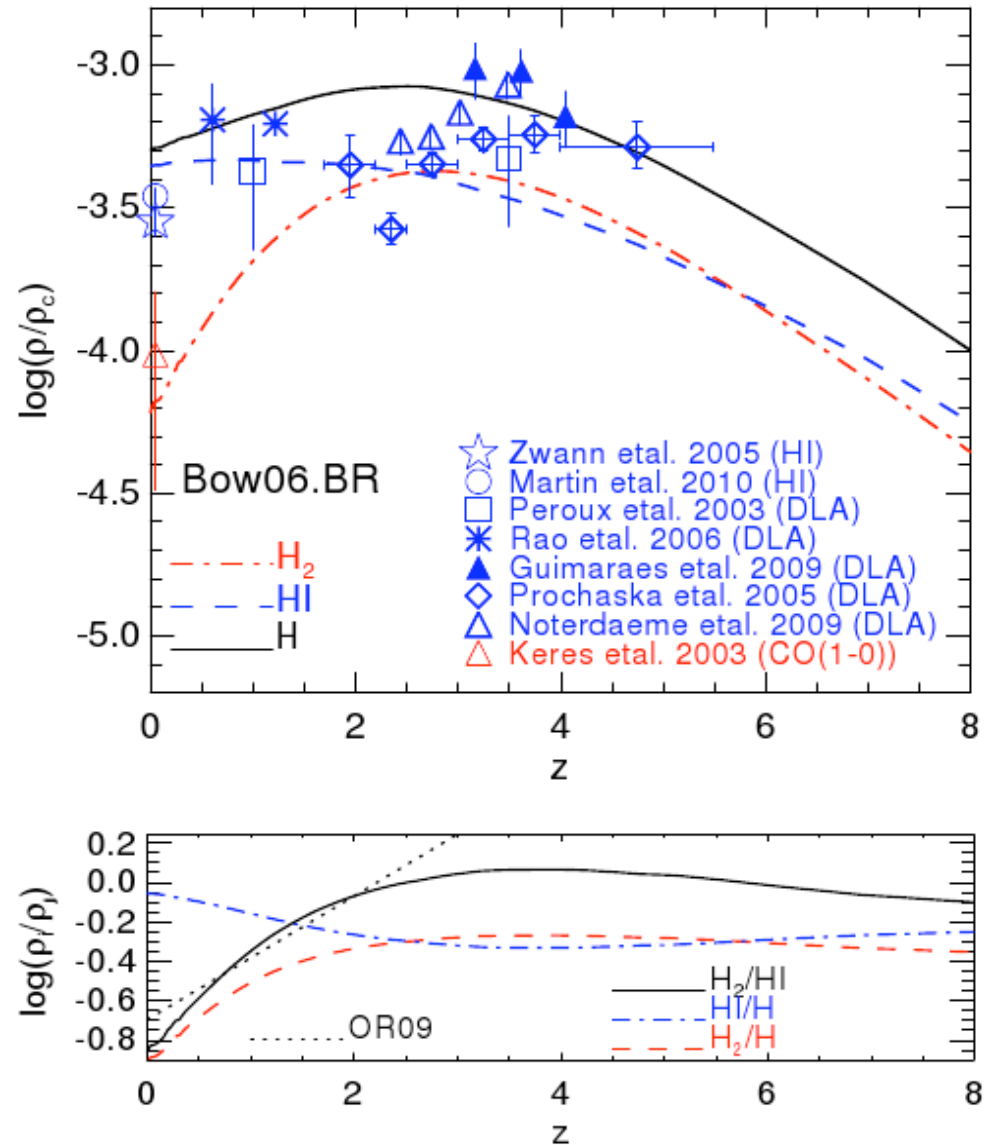 -3.0
-3.5
-4.0
-4.5
-5.0
log(ρ/ρc)
Bow06.BR
H₂
HI
H
Zwann etal. 2005 (HI)
Martin etal. 2010 (HI)
Peroux etal. 2003 (DLA)
Rao etal. 2006 (DLA)
Guimaraes etal. 2009 (DLA)
Prochaska etal. 2005 (DLA)
Noterdaeme etal. 2009 (DLA)
Keres etal. 2003 (CO(1-0))
0 2 4 6 8
z
0.2
0.0
-0.2
-0.4
-0.6
-0.8
log(ρi/ρj)
OR09
H₂/HI
HI/H
H₂/H
0 2 4 6 8
z